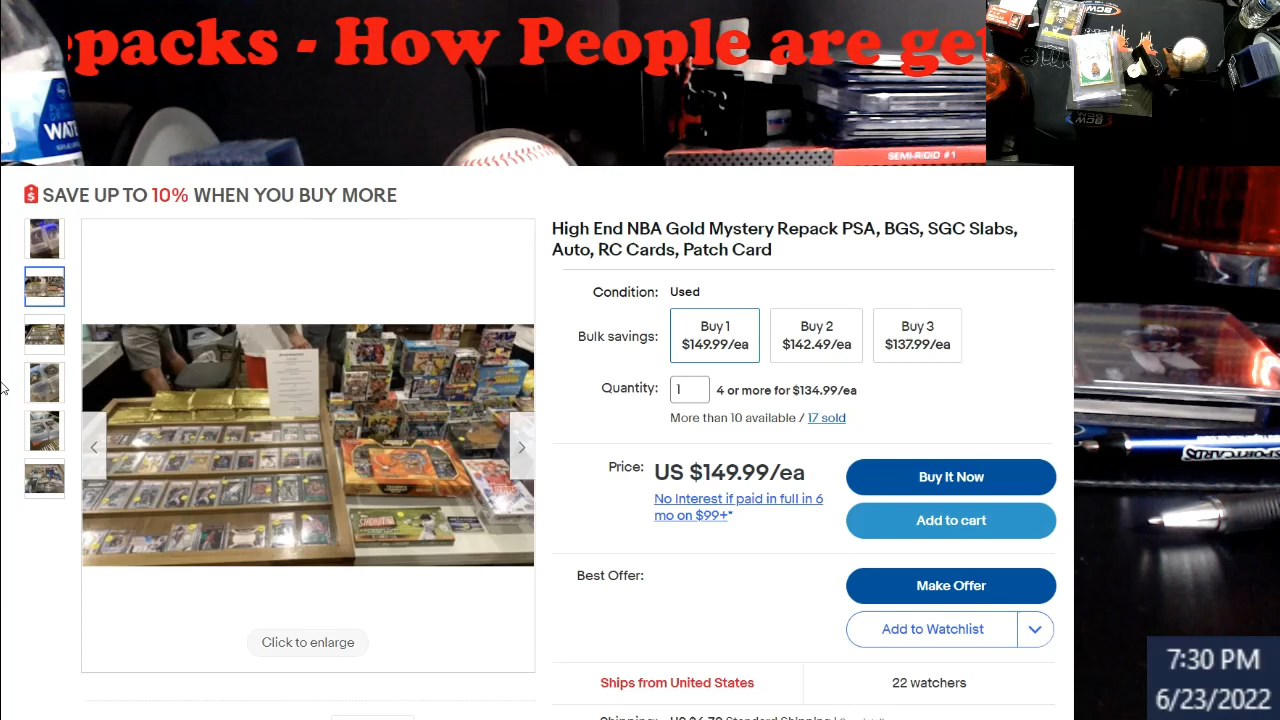 epacks - How People are get
WAT
SEMI-RIGID #1
BCW
SAVE UP TO 10% WHEN YOU BUY MORE
High End NBA Gold Mystery Repack PSA, BGS, SGC Slabs,
Auto, RC Cards, Patch Card
Condition: Used
Bulk savings:
Buy 1 Buy 2 Buy 3
$149.99/ea $142.49/ea $137.99/ea
Quantity: 1 4 or more for $134.99/ea
More than 10 available / 17 sold
Price: US $149.99/ea
No Interest if paid in full in 6
mo on $99+*
Buy It Now
Add to cart
Best Offer:
Make Offer
Add to Watchlist
Click to enlarge
Ships from United States 22 watchers
SPORTCARDS
7:30 PM
6/23/2022